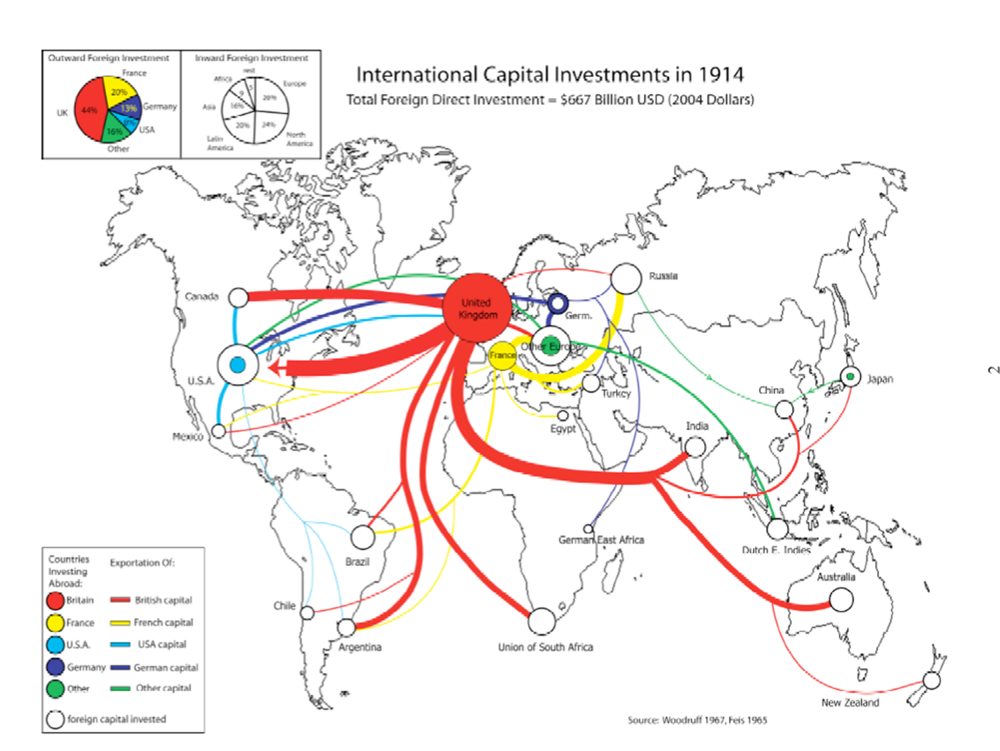 Outward Foreign Investment
France
20%
UK
44%
13%
Germany
8%
USA
16%
Other
Inward Foreign Investment
rest
5
Africa
9
Europe
Asia
16%
20%
24%
Latin
America
North
America
International Capital Investments in 1914
Total Foreign Direct Investment = $667 Billion USD (2004 Dollars)
Canada
United
Kingdom
Russia
Germ.
Other Europe
France
U.S.A.
Turkey
Japan
China
Mexico
Egypt
India
German East Africa
Dutch E. Indies
Brazil
Australia
Chile
Argentina
Union of South Africa
New Zealand
Countries
Investing
Abroad:
Exportation Of:
Britain
British capital
France
French capital
U.S.A.
USA capital
Germany
German capital
Other
Other capital
foreign capital invested
Source: Woodruff 1967, Feis 1965
2